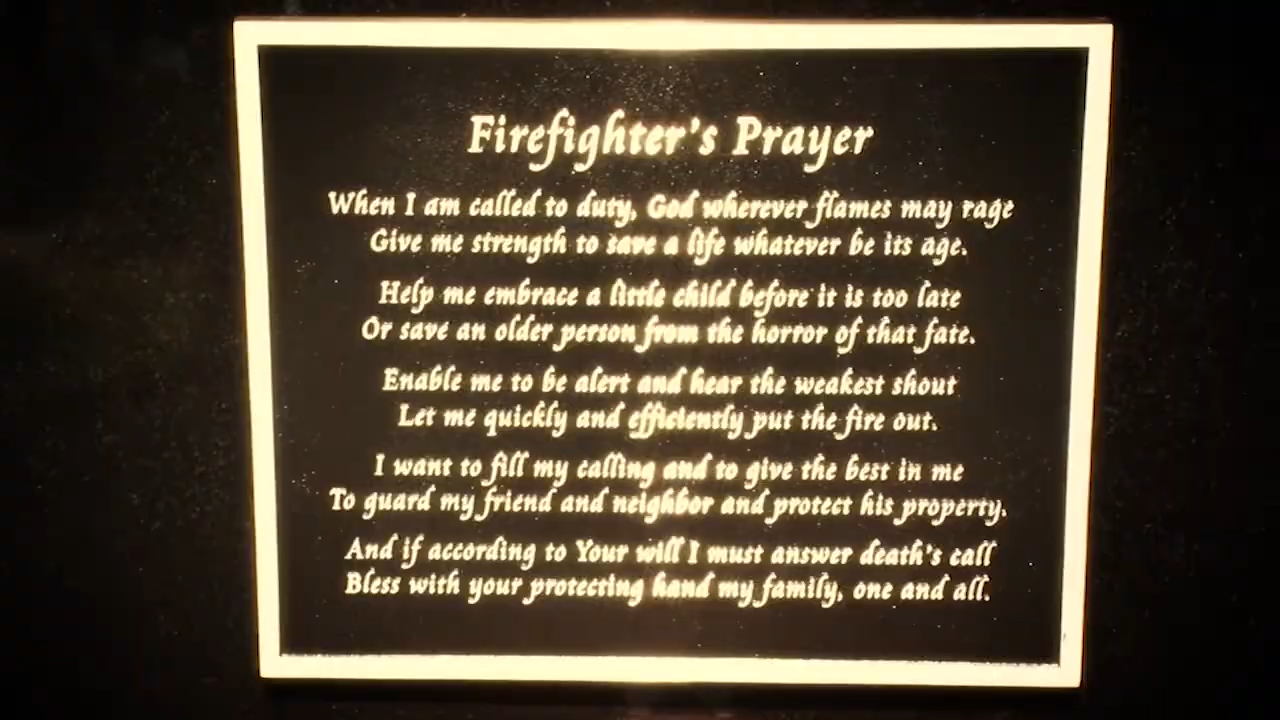 Firefighter's Prayer
When I am called to duty, God wherever flames may rage
Give me strength to save a life whatever be its age.
Help me embrace a little child before it is too late
Or save an older person from the horror of that fate.
Enable me to be alert and hear the weakest shout
Let me quickly and efficiently put the fire out.
I want to fill my calling and to give the best in me
To guard my friend and neighbor and protect his property.
And if according to Your will I must answer death's call
Bless with your protecting hand my family, one and all.